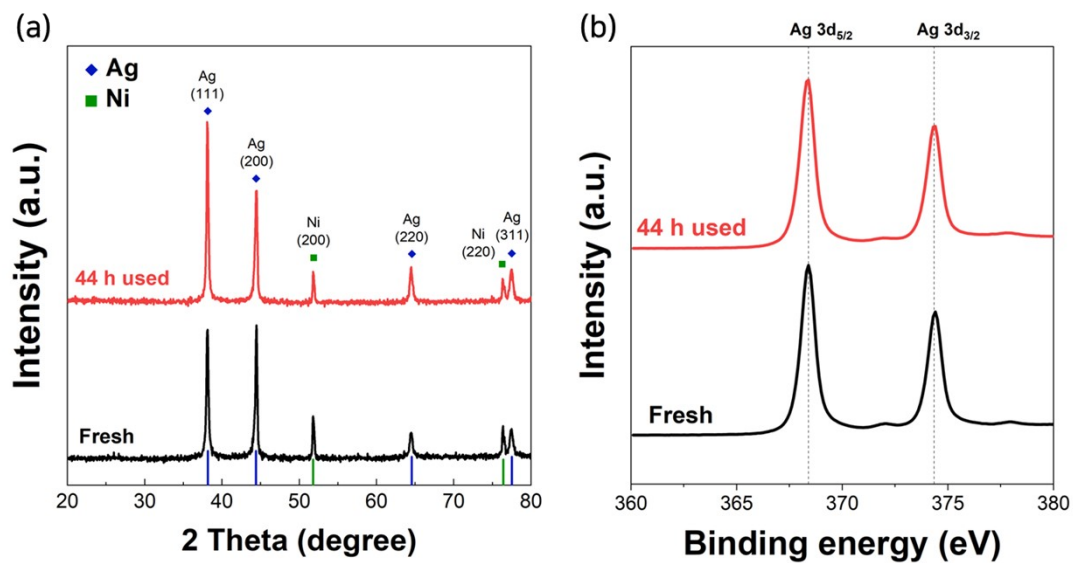 (a)
Ag
Ni
Ag
(111)
Ag
(200)
Ni
(200)
Ag
(220)
Ni
(220)
Ag
(311)
44 h used
Fresh
Intensity (a.u.)
20 30 40 50 60 70 80
2 Theta (degree)
(b)
Ag 3d5/2 Ag 3d3/2
44 h used
Fresh
Intensity (a.u.)
360 365 370 375 380
Binding energy (eV)